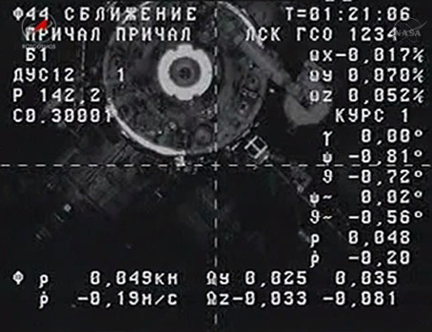 Ф44 СБЛИЖЕНИЕ T=01:21:06
ПРИЧАЛ ПРИЧАЛ ЛСК ГСО 1234
Б1 ωx-0,017%
ДУС12 1 ωy 0,070%
Р 142,2 ωz 0,052%
С0.30001 КУРС 1
γ 0,00°
ψ -0,81°
ϑ -0,72°
ψ~ 0,02°
ϑ~ -0,56°
ρ 0,048
ρ̇ -0,20
Ф ρ 0,049км Ωy 0,025 0,035
ρ̇ -0,19м/с Ωz-0,033 -0,081
NASA